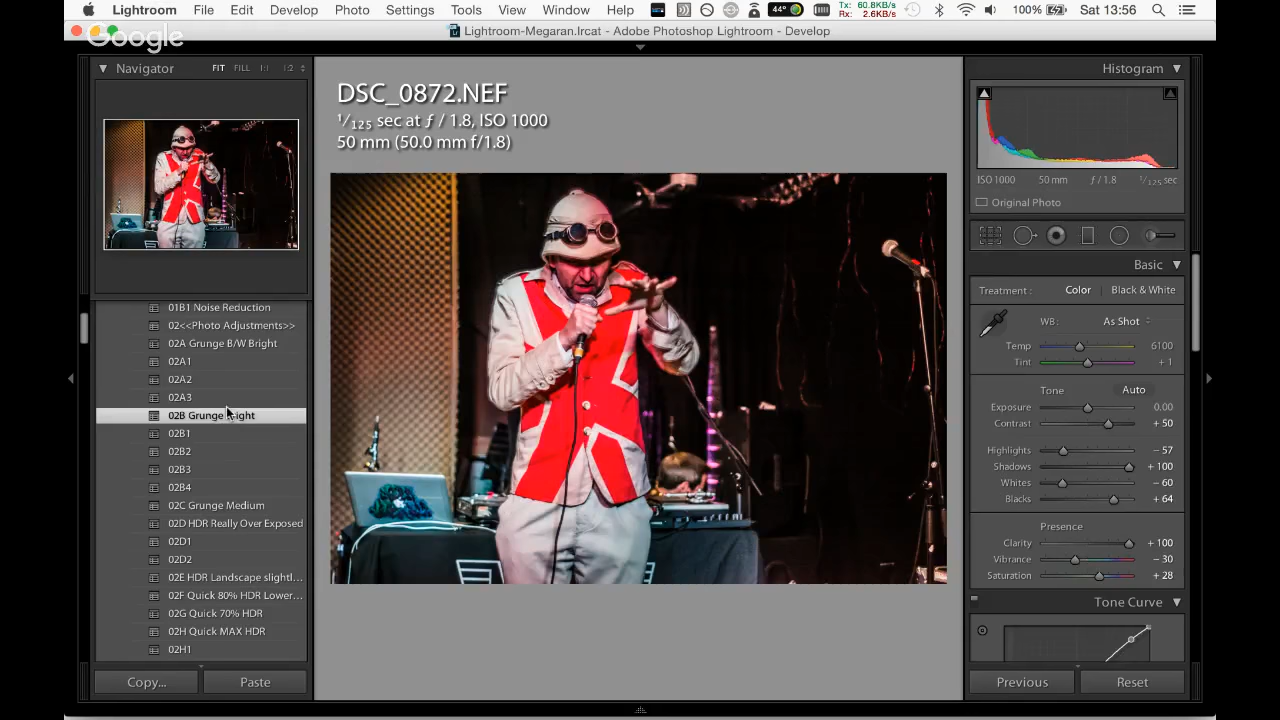 Lightroom File Edit Develop Photo Settings Tools View Window Help 44° Tx: 60.8KB/s Rx: 2.6KB/s 100% Sat 13:56
Google
Lightroom-Megaran.lrcat - Adobe Photoshop Lightroom - Develop
Navigator FIT FILL 1:1 1:2
01B1 Noise Reduction
02<<Photo Adjustments>>
02A Grunge B/W Bright
02A1
02A2
02A3
02B Grunge
02B1
02B2
02B3
02B4
02C Grunge Medium
02D HDR Really Over Exposed
02D1
02D2
02E HDR Landscape slightl...
02F Quick 80% HDR Lower...
02G Quick 70% HDR
02H Quick MAX HDR
02H1
Copy... Paste
DSC_0872.NEF
1/125 sec at ƒ / 1.8, ISO 1000
50 mm (50.0 mm f/1.8)
Histogram
ISO 1000 50 mm ƒ / 1.8 1/125 sec
Original Photo
Basic
Treatment : Color Black & White
WB: As Shot
Temp 6100
Tint + 1
Tone Auto
Exposure 0.00
Contrast + 50
Highlights − 57
Shadows + 100
Whites − 60
Blacks + 64
Presence
Clarity + 100
Vibrance − 30
Saturation + 28
Tone Curve
Previous Reset